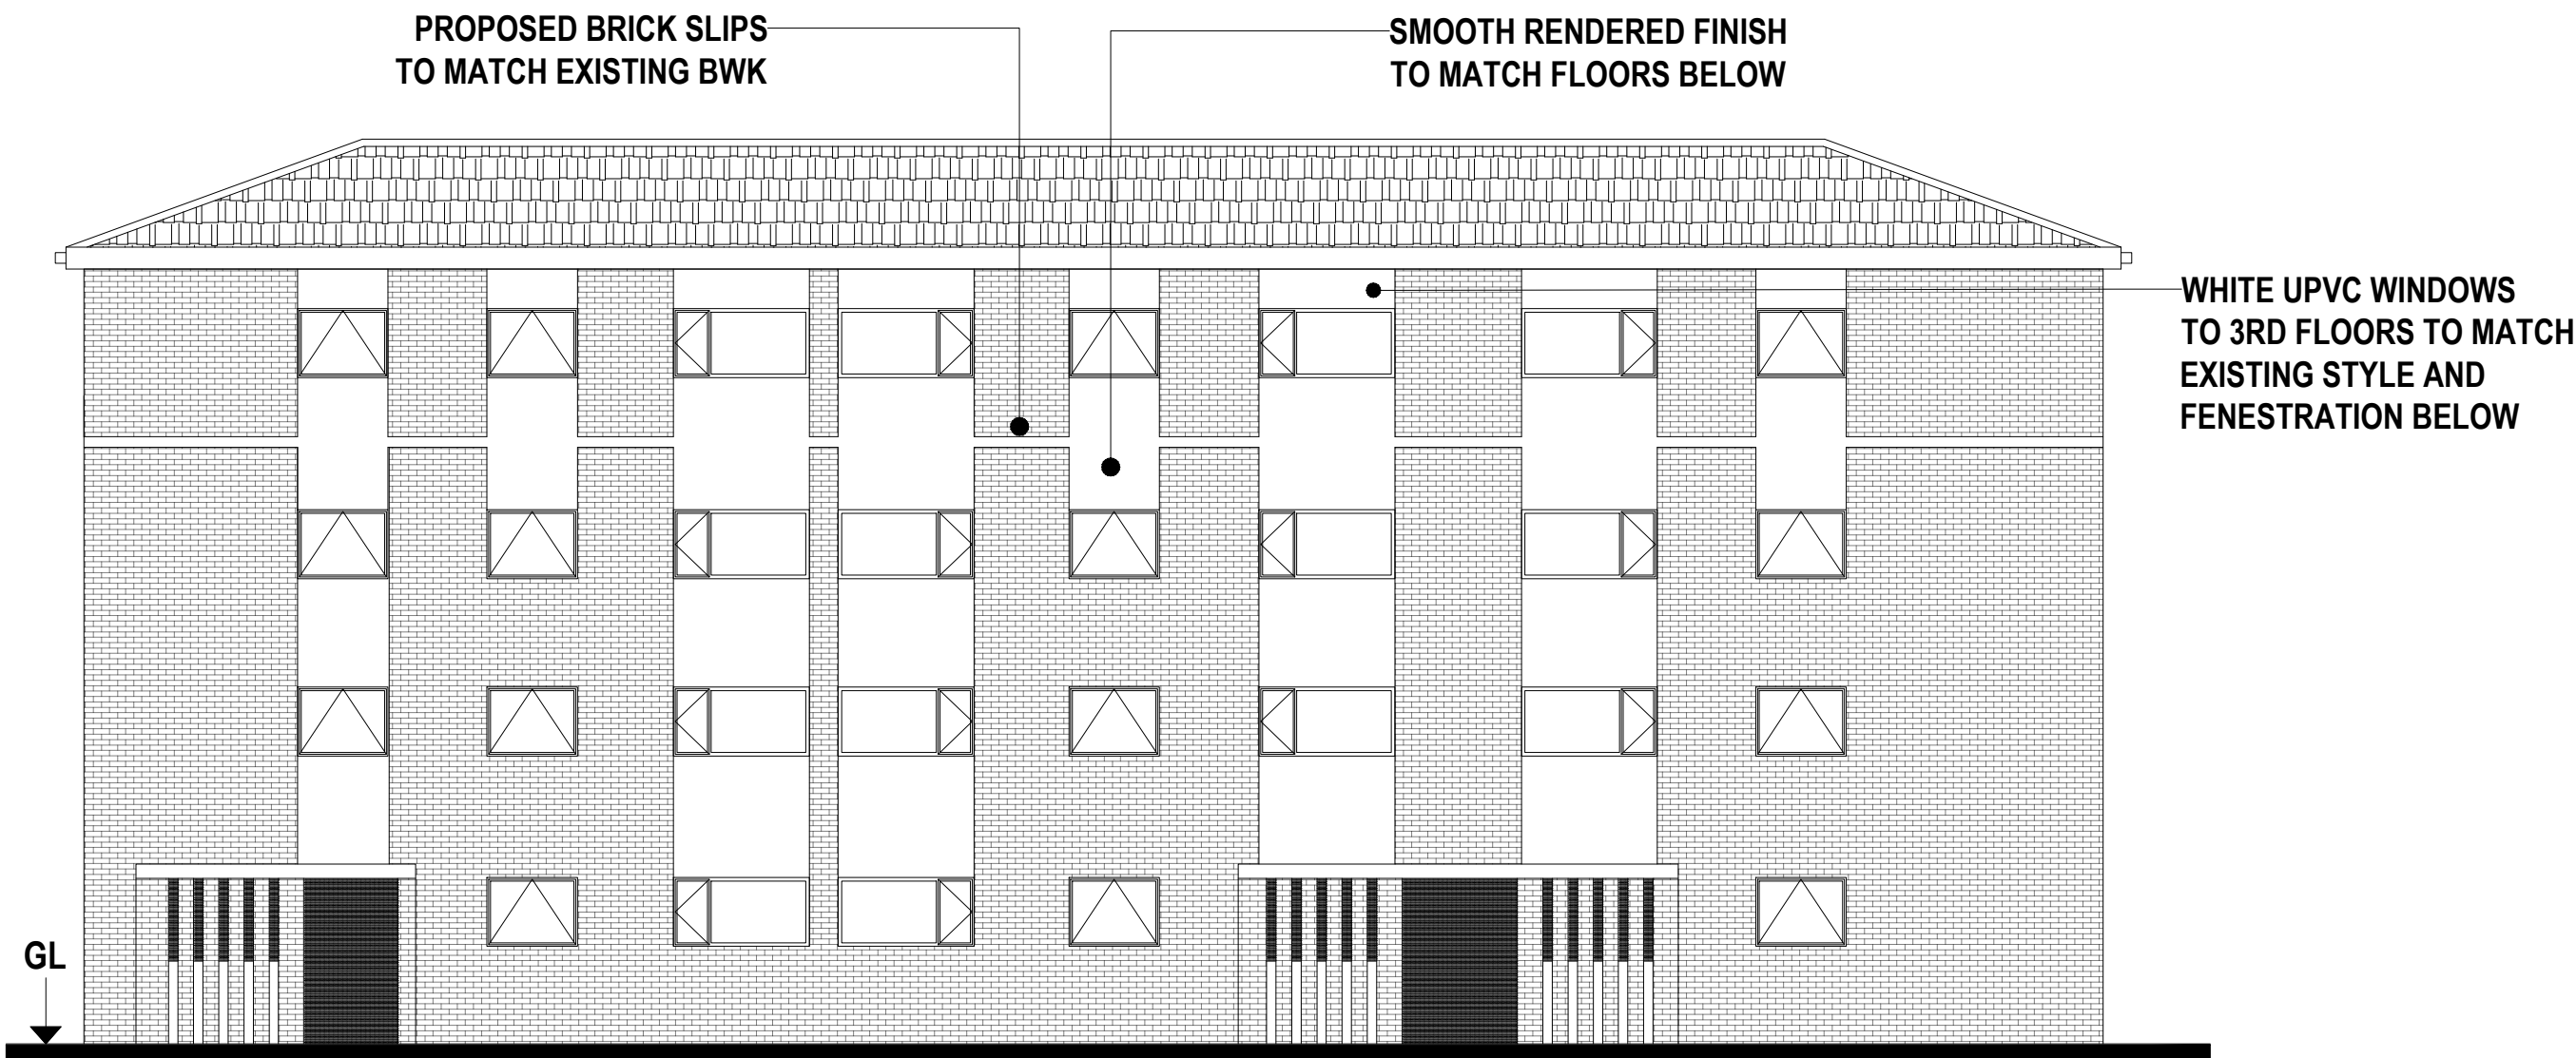 PROPOSED BRICK SLIPS
TO MATCH EXISTING BWK
SMOOTH RENDERED FINISH
TO MATCH FLOORS BELOW
WHITE UPVC WINDOWS
TO 3RD FLOORS TO MATCH
EXISTING STYLE AND
FENESTRATION BELOW
GL